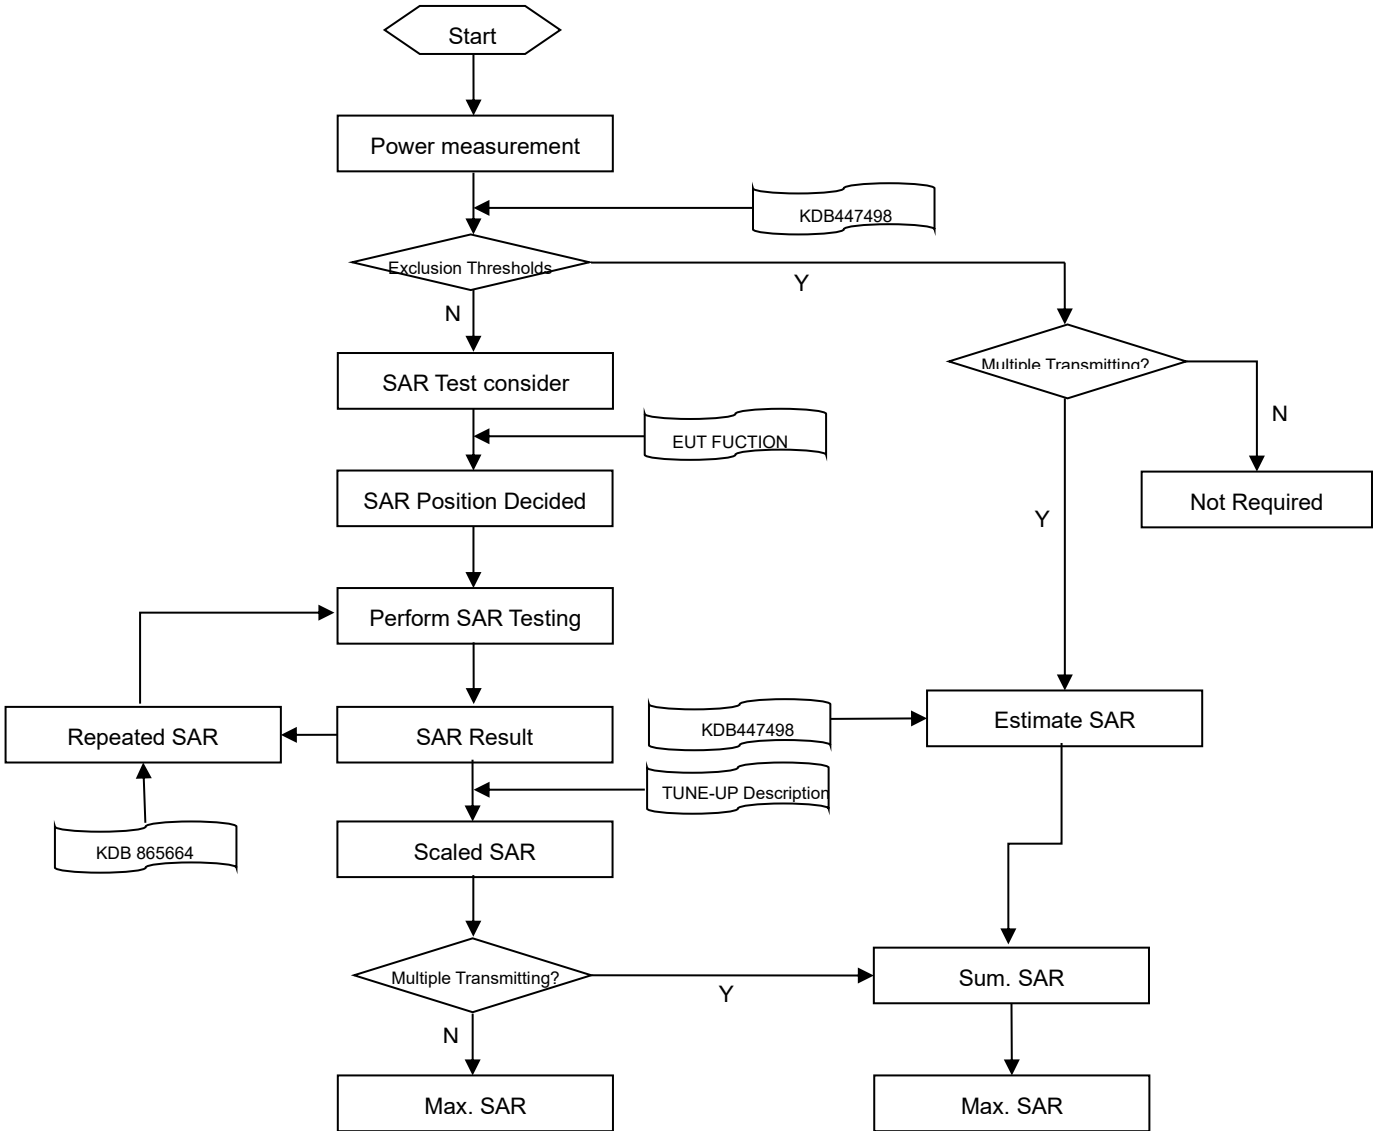 Start
Power measurement
KDB447498
Exclusion Thresholds
Y
N
Multiple Transmitting?
SAR Test consider
N
EUT FUCTION
SAR Position Decided
Not Required
Y
Perform SAR Testing
Repeated SAR
SAR Result
KDB447498
Estimate SAR
TUNE-UP Description
KDB 865664
Scaled SAR
Multiple Transmitting?
Y
Sum. SAR
N
Max. SAR
Max. SAR